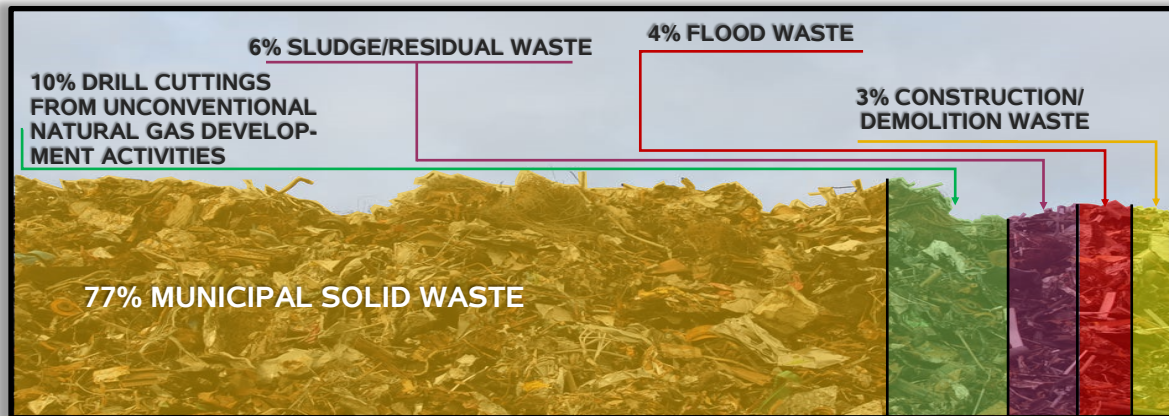 6% SLUDGE/RESIDUAL WASTE
4% FLOOD WASTE
10% DRILL CUTTINGS
FROM UNCONVENTIONAL
NATURAL GAS DEVELOP-
MENT ACTIVITIES
3% CONSTRUCTION/
DEMOLITION WASTE
77% MUNICIPAL SOLID WASTE